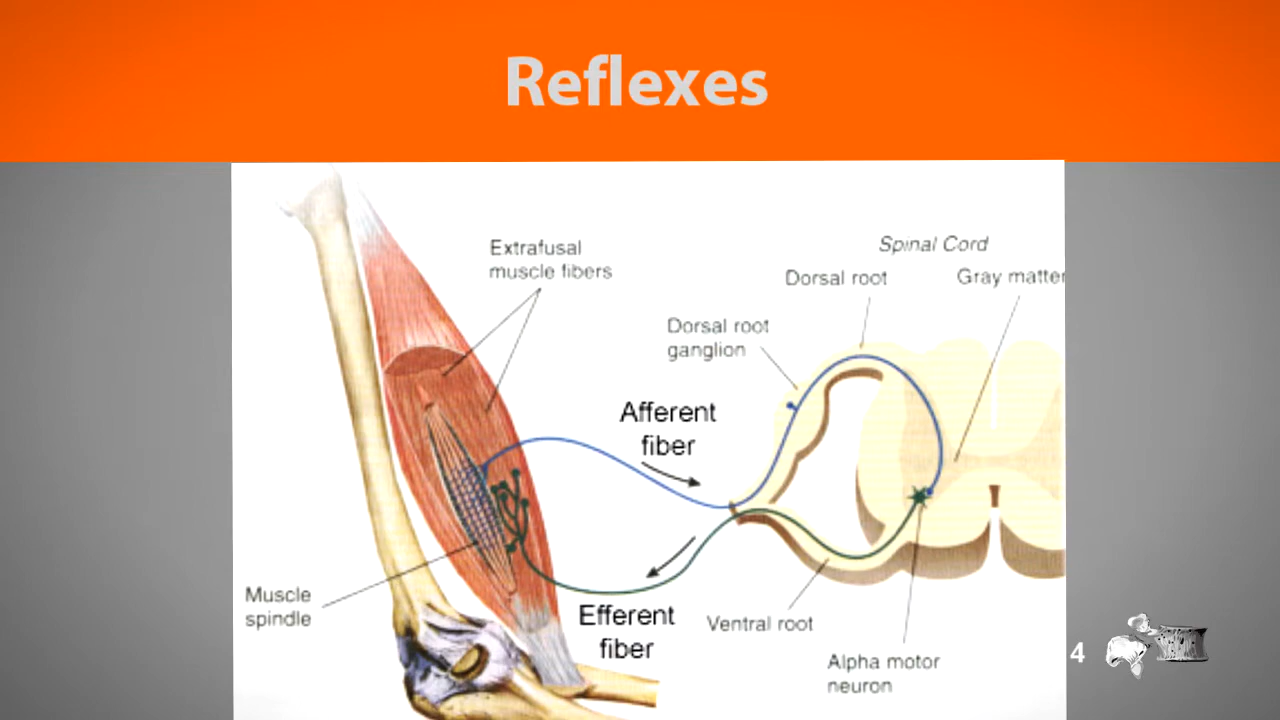 Reflexes
Extrafusal
muscle fibers
Spinal Cord
Dorsal root
Gray matter
Dorsal root
ganglion
Afferent
fiber
Muscle
spindle
Efferent
fiber
Ventral root
Alpha motor
neuron
4